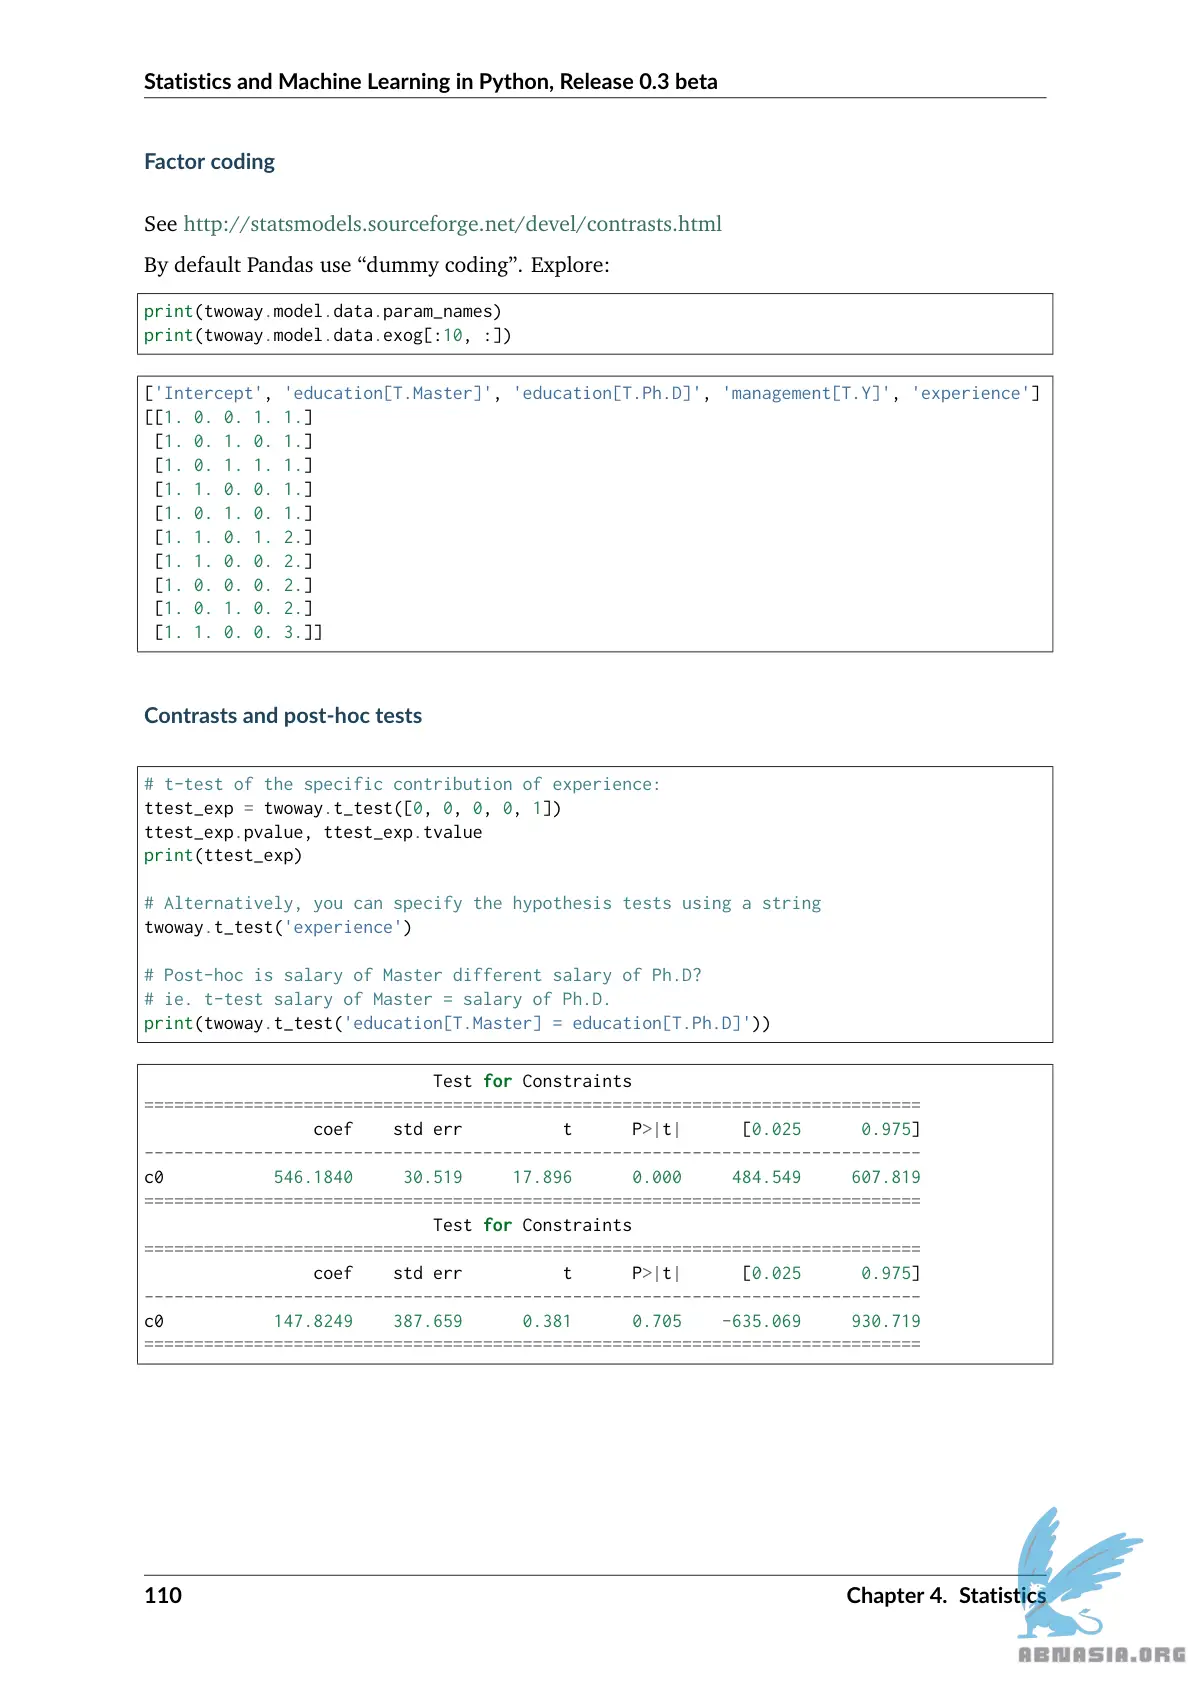 Statistics and Machine Learning in Python, Release 0.3 beta
Factor coding
See http://statsmodels.sourceforge.net/devel/contrasts.html
By default Pandas use “dummy coding”. Explore:
print(twoway.model.data.param_names)
print(twoway.model.data.exog[:10, :])
['Intercept', 'education[T.Master]', 'education[T.Ph.D]', 'management[T.Y]', 'experience']
[[1. 0. 0. 1. 1.]
 [1. 0. 1. 0. 1.]
 [1. 0. 1. 1. 1.]
 [1. 1. 0. 0. 1.]
 [1. 0. 1. 0. 1.]
 [1. 1. 0. 1. 2.]
 [1. 1. 0. 0. 2.]
 [1. 0. 0. 0. 2.]
 [1. 0. 1. 0. 2.]
 [1. 1. 0. 0. 3.]]
Contrasts and post-hoc tests
# t-test of the specific contribution of experience:
ttest_exp = twoway.t_test([0, 0, 0, 0, 1])
ttest_exp.pvalue, ttest_exp.tvalue
print(ttest_exp)
# Alternatively, you can specify the hypothesis tests using a string
twoway.t_test('experience')
# Post-hoc is salary of Master different salary of Ph.D?
# ie. t-test salary of Master = salary of Ph.D.
print(twoway.t_test('education[T.Master] = education[T.Ph.D]'))
                             Test for Constraints
==============================================================================
                 coef    std err          t      P>|t|      [0.025      0.975]
------------------------------------------------------------------------------
c0           546.1840     30.519     17.896      0.000     484.549     607.819
==============================================================================
                             Test for Constraints
==============================================================================
                 coef    std err          t      P>|t|      [0.025      0.975]
------------------------------------------------------------------------------
c0           147.8249    387.659      0.381      0.705    -635.069     930.719
==============================================================================
110 Chapter 4. Statistics
ABNASIA.ORG